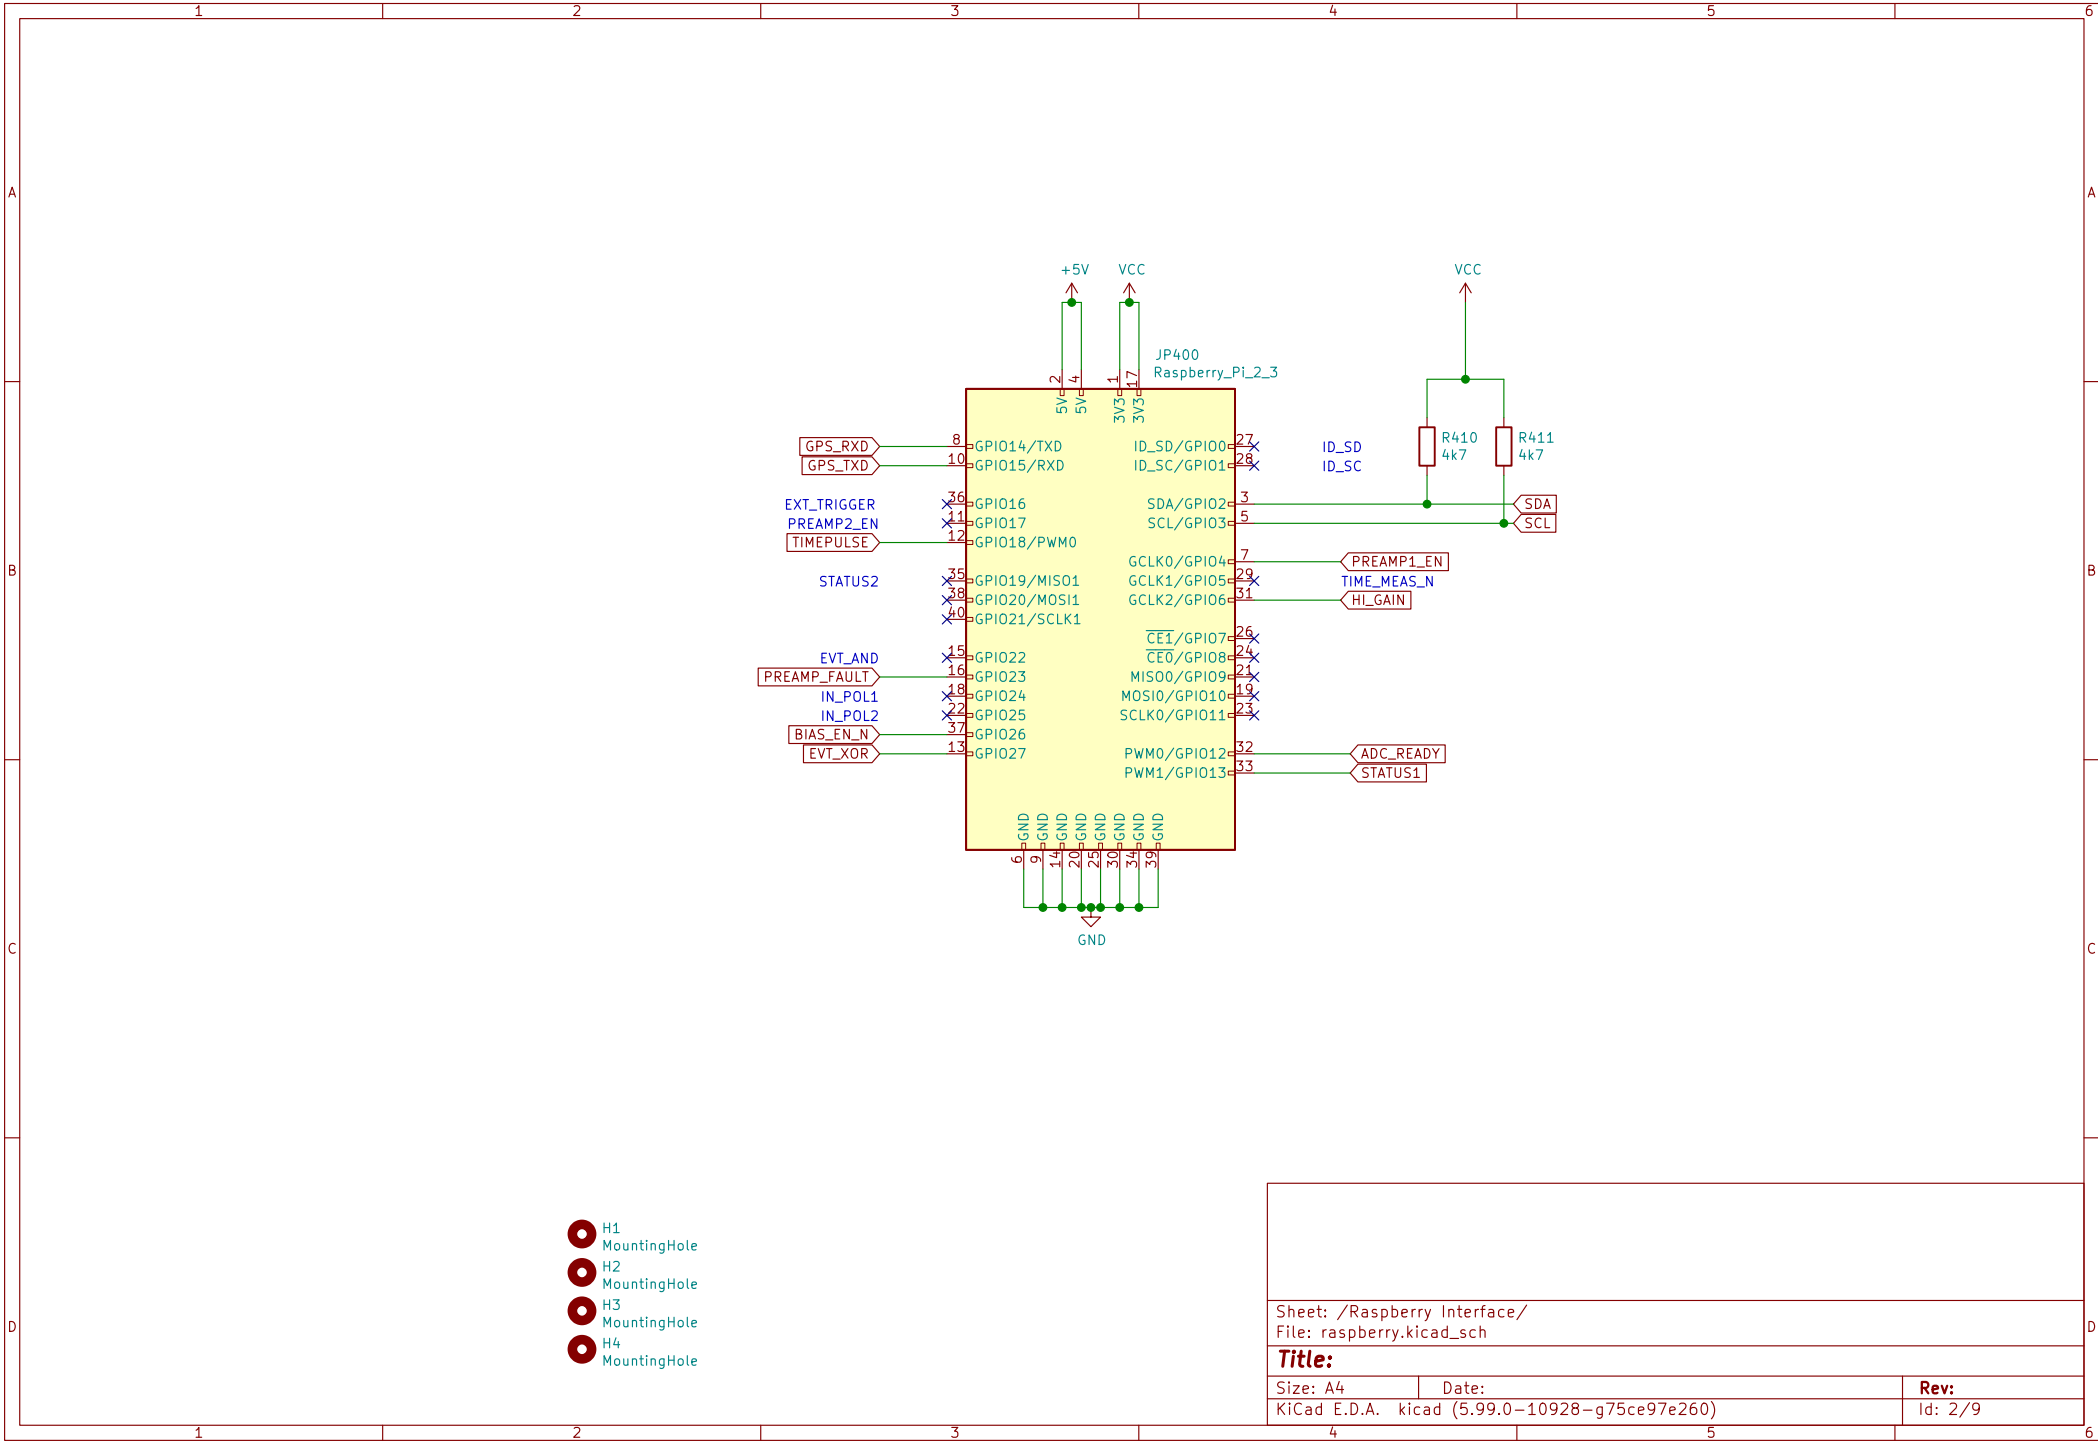 1 2 3 4 5 6
A A
B B
C C
D D
1 2 3 4 5 6
+5V VCC VCC
JP400
Raspberry_Pi_2_3
2 4 1 17
5V 5V 3V3 3V3
R410
4k7
R411
4k7
GPS_RXD 8 GPIO14/TXD ID_SD/GPIO0 27 ID_SD
GPS_TXD 10 GPIO15/RXD ID_SC/GPIO1 28 ID_SC
EXT_TRIGGER 36 GPIO16 SDA/GPIO2 3 SDA
PREAMP2_EN 11 GPIO17 SCL/GPIO3 5 SCL
TIMEPULSE 12 GPIO18/PWM0
GCLK0/GPIO4 7 PREAMP1_EN
STATUS2 35 GPIO19/MISO1 GCLK1/GPIO5 29 TIME_MEAS_N
38 GPIO20/MOSI1 GCLK2/GPIO6 31 HI_GAIN
40 GPIO21/SCLK1
CE1/GPIO7 26
EVT_AND 15 GPIO22 CE0/GPIO8 24
PREAMP_FAULT 16 GPIO23 MISO0/GPIO9 21
IN_POL1 18 GPIO24 MOSI0/GPIO10 19
IN_POL2 22 GPIO25 SCLK0/GPIO11 23
BIAS_EN_N 37 GPIO26
EVT_XOR 13 GPIO27 PWM0/GPIO12 32 ADC_READY
PWM1/GPIO13 33 STATUS1
GND GND GND GND GND GND GND GND
6 9 14 20 25 30 34 39
GND
H1
MountingHole
H2
MountingHole
H3
MountingHole
H4
MountingHole
Sheet: /Raspberry Interface/
File: raspberry.kicad_sch
Title:
Size: A4 Date: Rev:
KiCad E.D.A. kicad (5.99.0-10928-g75ce97e260) Id: 2/9